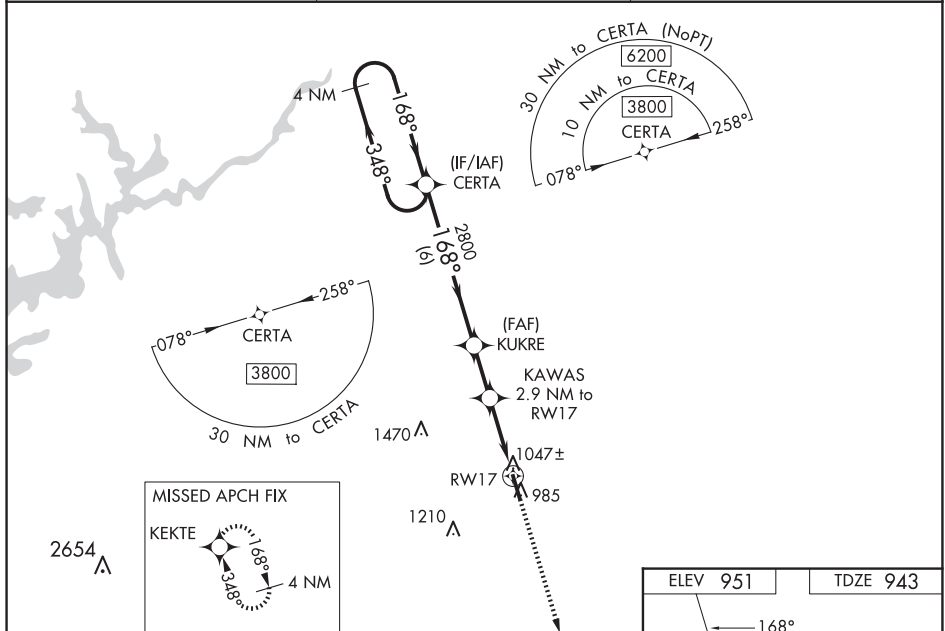 30 NM to CERTA (NoPT)
6200
10 NM to CERTA
3800
CERTA
078°
258°
4 NM
168°
348°
(IF/IAF)
CERTA
2800
168°
(6)
258°
078°
CERTA
3800
30 NM to CERTA
(FAF)
KUKRE
KAWAS
2.9 NM to
RW17
1470
1047±
RW17
985
1210
2654
MISSED APCH FIX
KEKTE
168°
348°
4 NM
ELEV 951
TDZE 943
168°